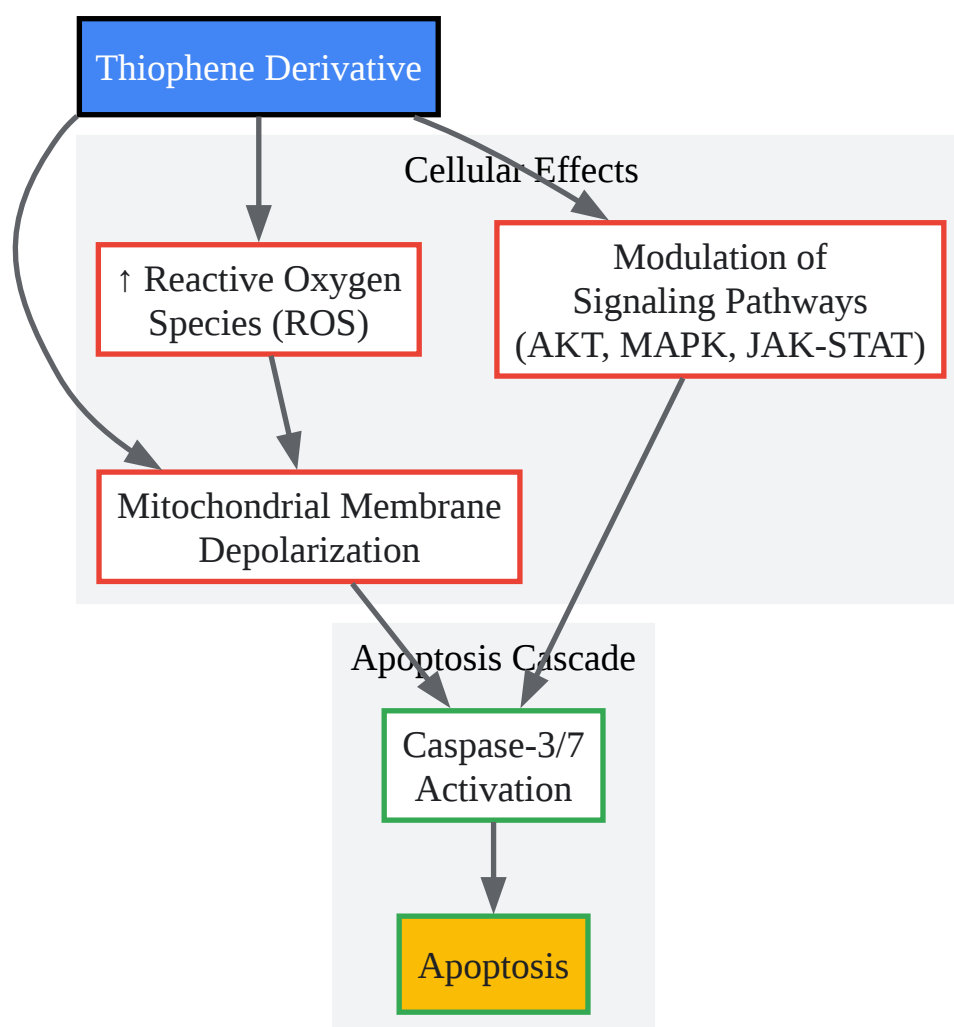 Thiophene Derivative
Cellular Effects
↑ Reactive Oxygen
Species (ROS)
Modulation of
Signaling Pathways
(AKT, MAPK, JAK-STAT)
Mitochondrial Membrane
Depolarization
Apoptosis Cascade
Caspase-3/7
Activation
Apoptosis